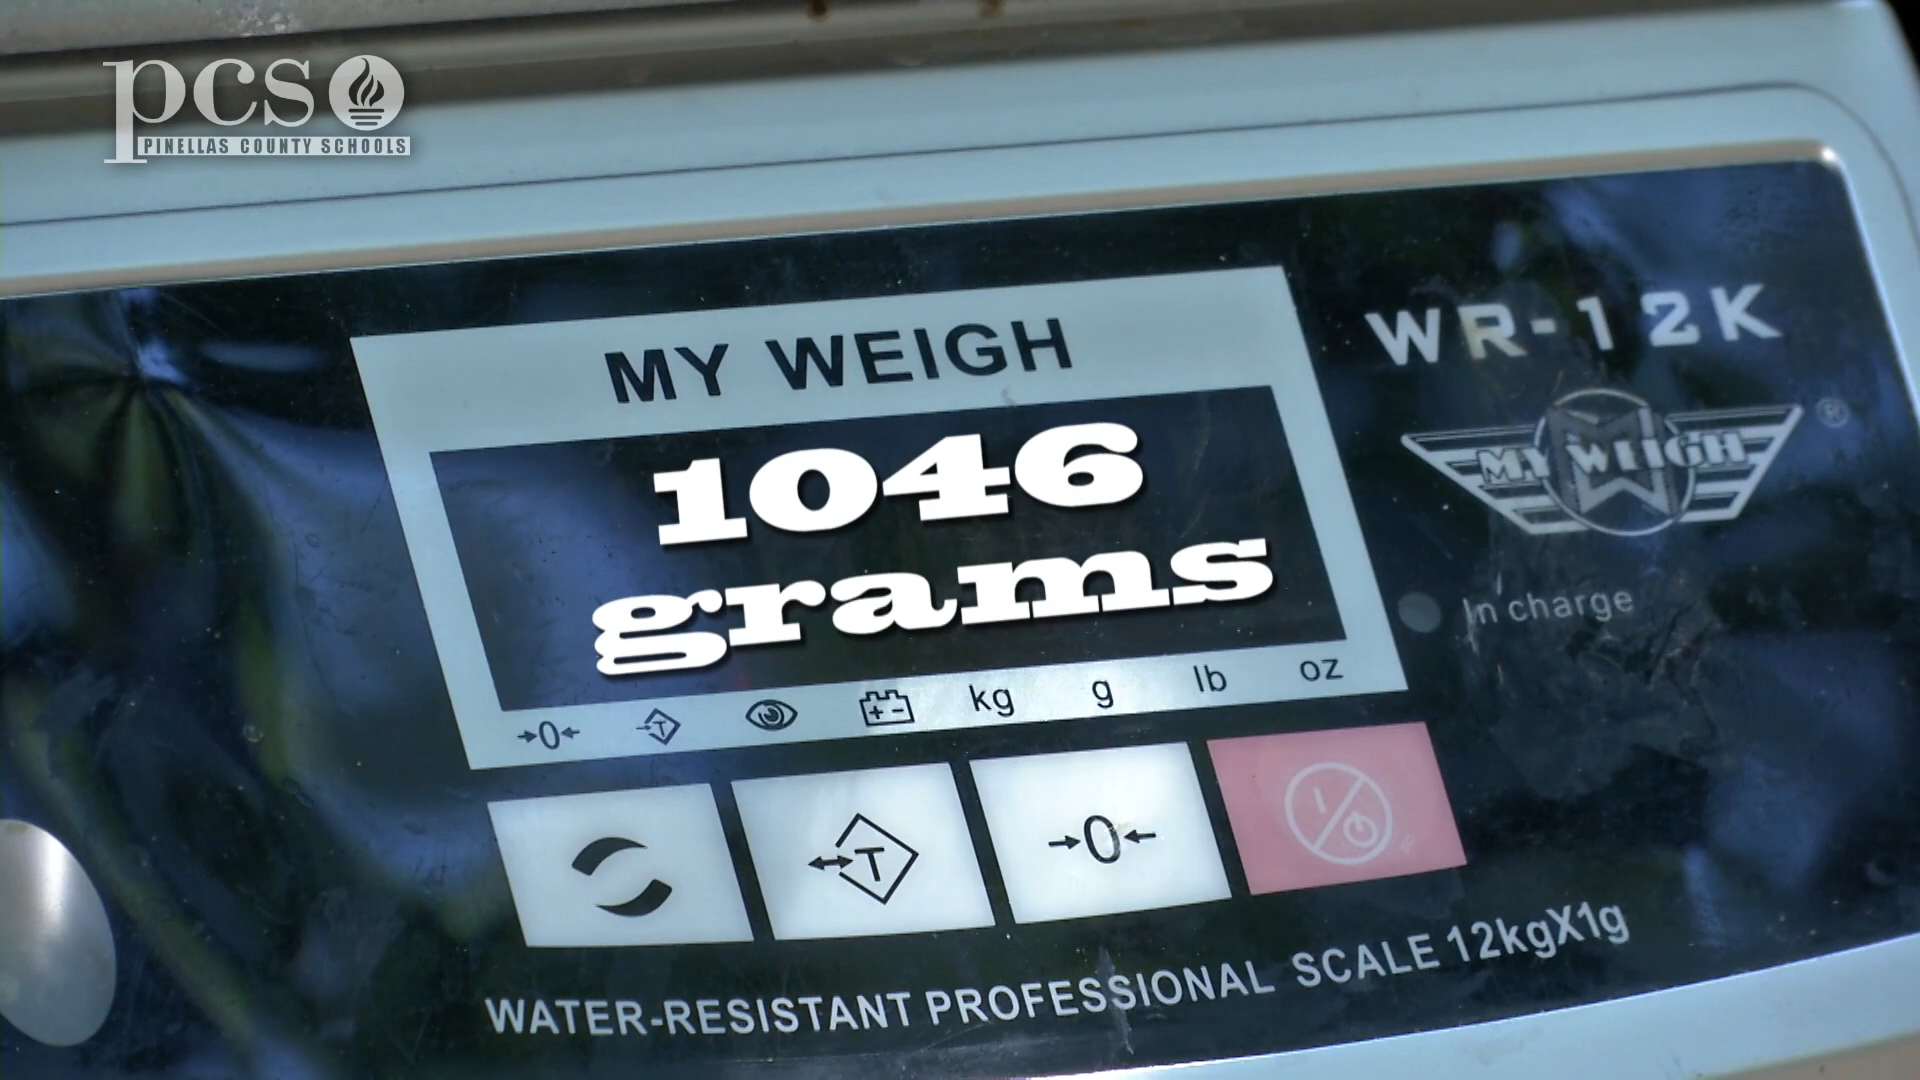 pcs
PINELLAS COUNTY SCHOOLS
MY WEIGH
WR-12K
1046
grams
MY WEIGH ®
In charge
→0← T kg g lb oz
T →0←
WATER-RESISTANT PROFESSIONAL SCALE 12kgX1g